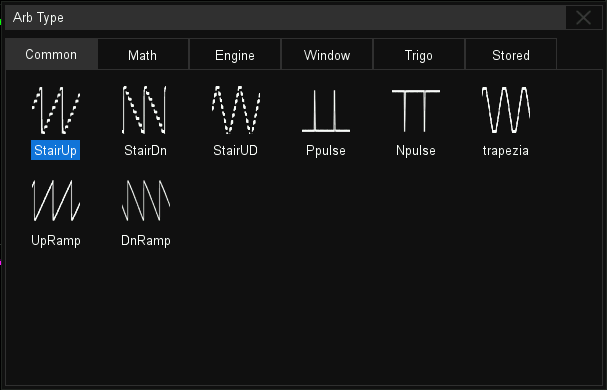 Arb Type
Common Math Engine Window Trigo Stored
StairUp StairDn StairUD Ppulse Npulse trapezia
UpRamp DnRamp